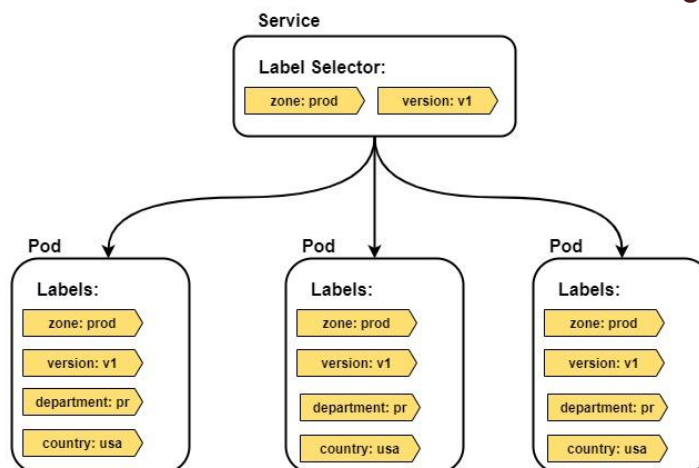 Service
Label Selector:
zone: prod
version: v1
Pod
Labels:
zone: prod
version: v1
department: pr
country: usa
Pod
Labels:
zone: prod
version: v1
department: pr
country: usa
Pod
Labels:
zone: prod
version: v1
department: pr
country: usa